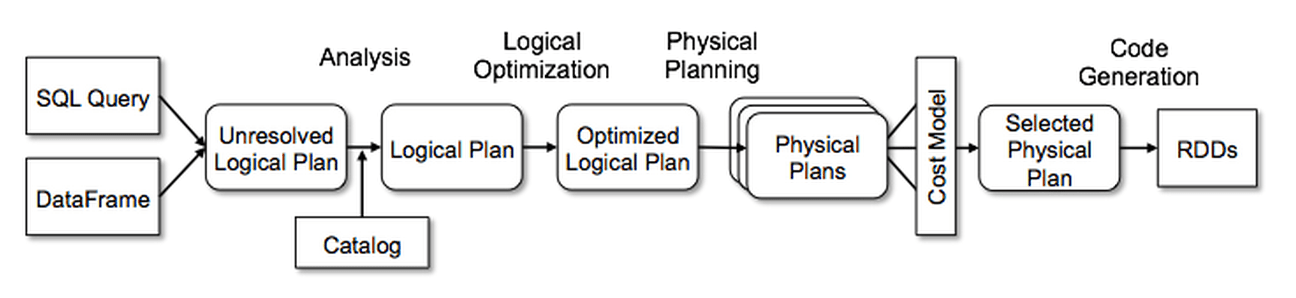 Analysis
Logical
Optimization
Physical
Planning
Code
Generation
SQL Query
DataFrame
Unresolved
Logical Plan
Catalog
Logical Plan
Optimized
Logical Plan
Physical
Plans
Cost Model
Selected
Physical
Plan
RDDs